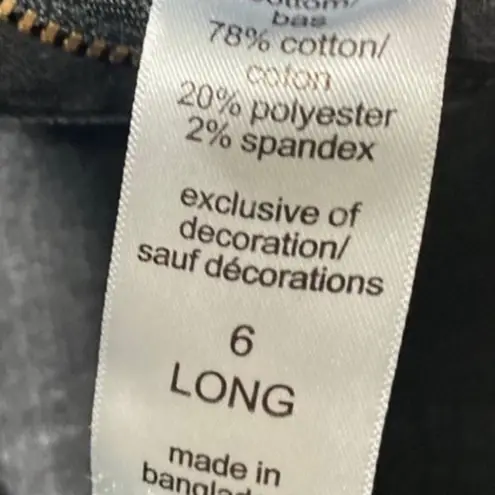 bas
78% cotton/
coton
20% polyester
2% spandex
exclusive of
decoration/
sauf décorations
6
LONG
made in